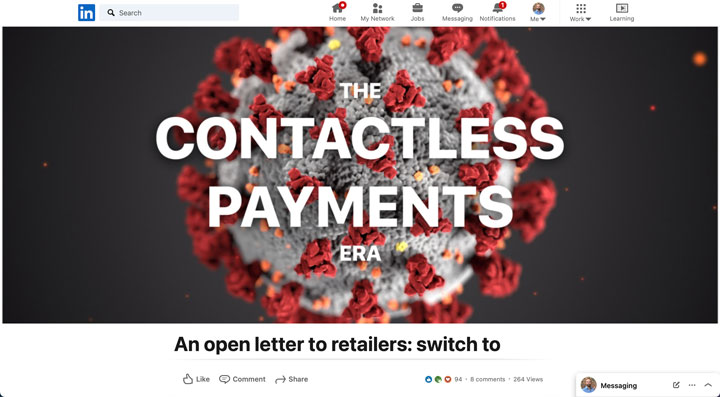 in
Search
Home
My Network
Jobs
Messaging
1
Notifications
Me
Work
Learning
THE
CONTACTLESS
PAYMENTS
ERA
An open letter to retailers: switch to
Like
Comment
Share
94 · 8 comments · 264 Views
Messaging